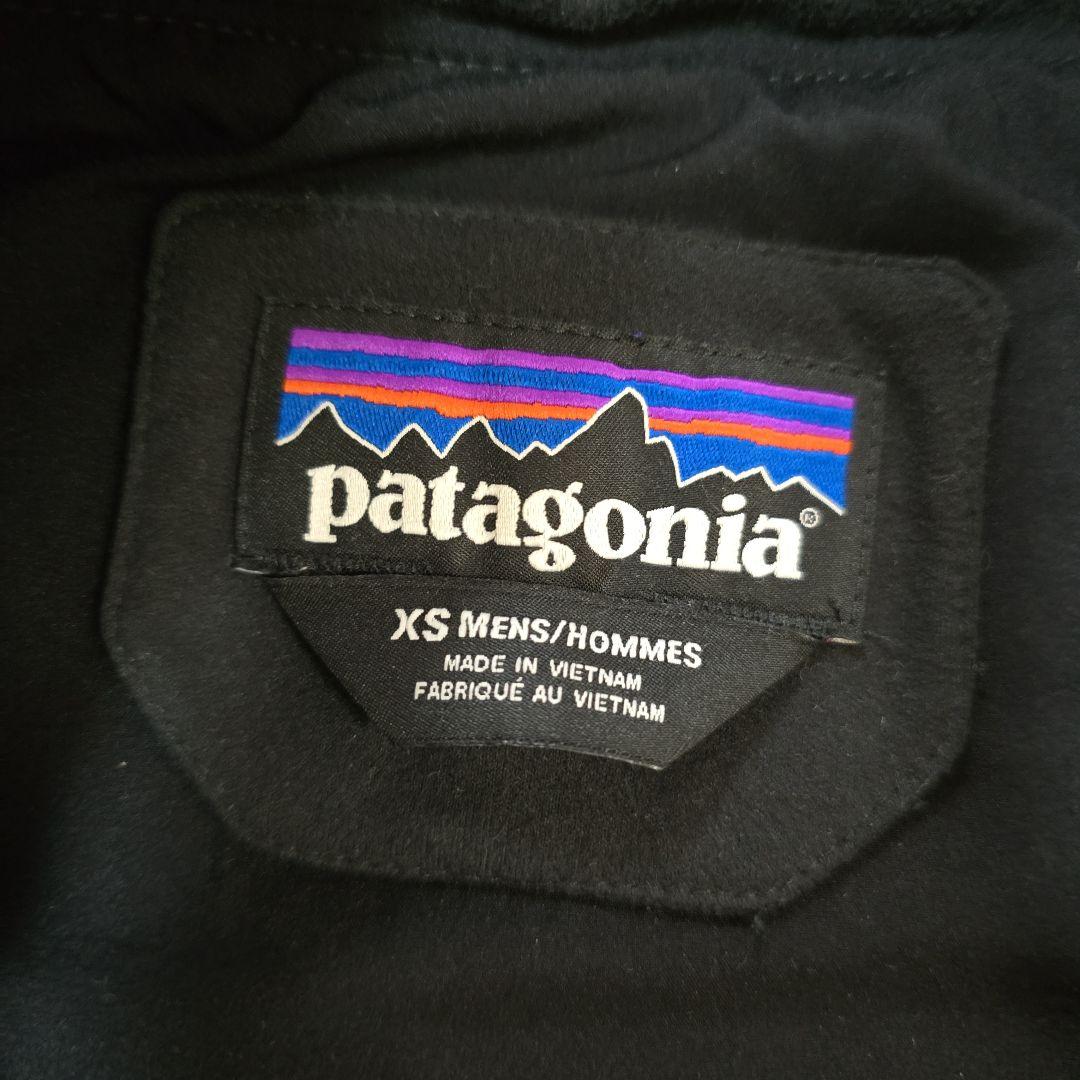 patagonia®
XS MENS/HOMMES
MADE IN VIETNAM
FABRIQUÉ AU VIETNAM